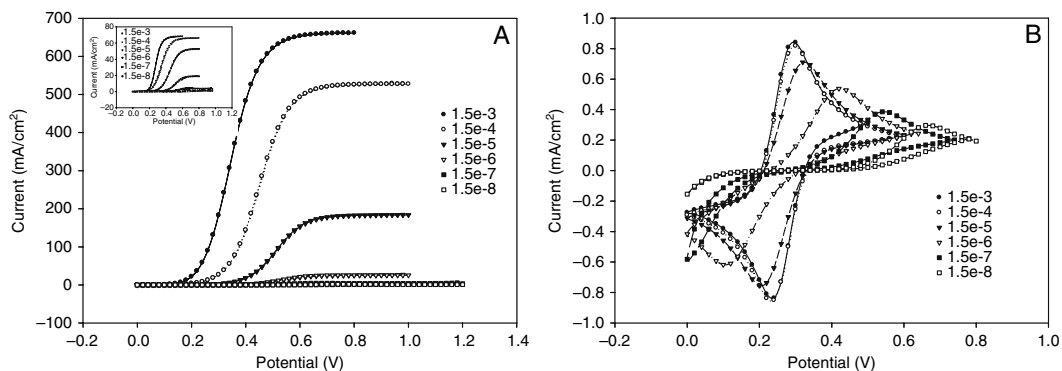 A
700
600
500
400
300
200
100
0
−100
Current (mA/cm²)
−0.2 0.0 0.2 0.4 0.6 0.8 1.0 1.2 1.4
Potential (V)
1.5e-3
1.5e-4
1.5e-5
1.5e-6
1.5e-7
1.5e-8
80
60
40
20
0
−20
Current (mA/cm²)
1.5e-3
1.5e-4
1.5e-5
1.5e-6
1.5e-7
1.5e-8
−0.2 0.0 0.2 0.4 0.6 0.8 1.0 1.2
Potential (V)
B
1.0
0.8
0.6
0.4
0.2
0.0
−0.2
−0.4
−0.6
−0.8
−1.0
Current (mA/cm²)
−0.2 0.0 0.2 0.4 0.6 0.8 1.0
Potential (V)
1.5e-3
1.5e-4
1.5e-5
1.5e-6
1.5e-7
1.5e-8